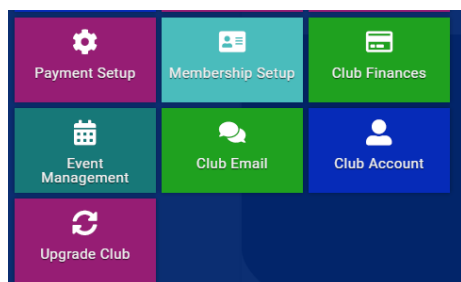 Payment Setup
Membership Setup
Club Finances
Event
Management
Club Email
Club Account
Upgrade Club